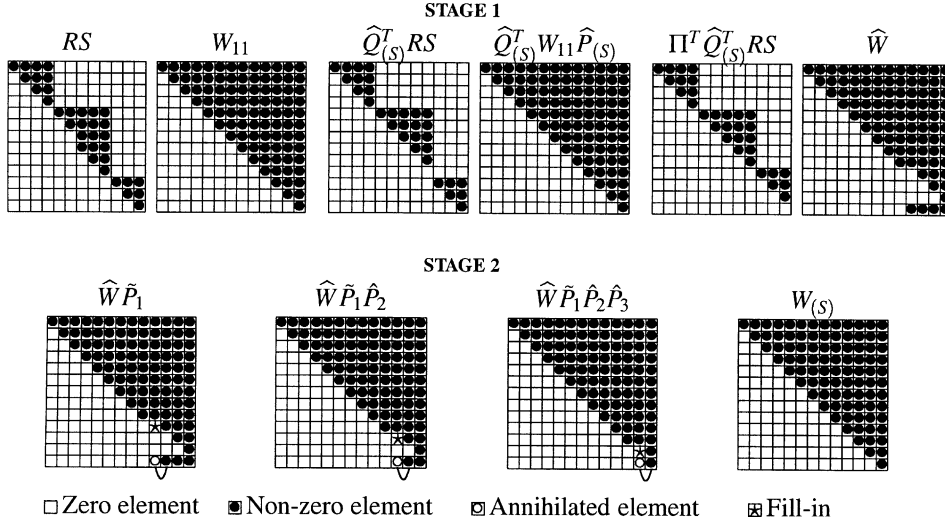 STAGE 1
RS W₁₁ Q̂ᵀ₍S₎RS Q̂ᵀ₍S₎W₁₁P̂₍S₎ ΠᵀQ̂ᵀ₍S₎RS Ŵ
STAGE 2
ŴP̃₁ ŴP̃₁P̂₂ ŴP̃₁P̂₂P̂₃ W₍S₎
Zero element Non-zero element Annihilated element Fill-in